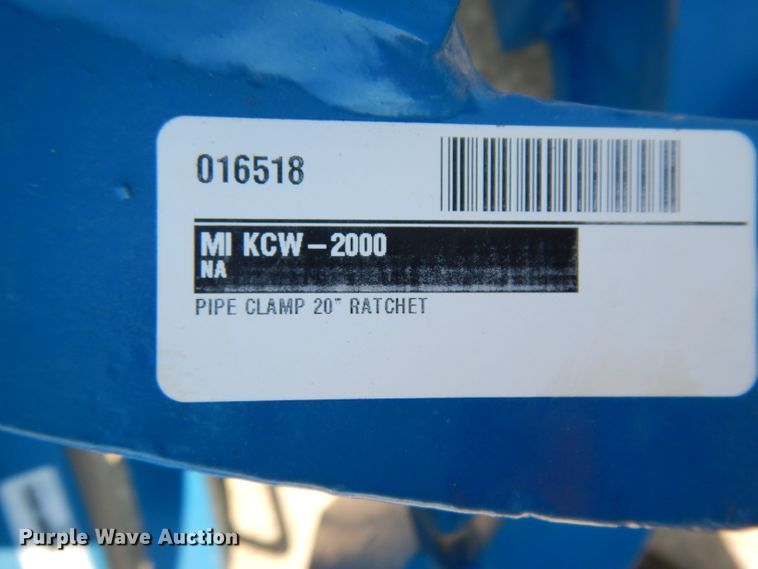 016518
MI KCW-2000
NA
PIPE CLAMP 20" RATCHET
Purple Wave Auction®